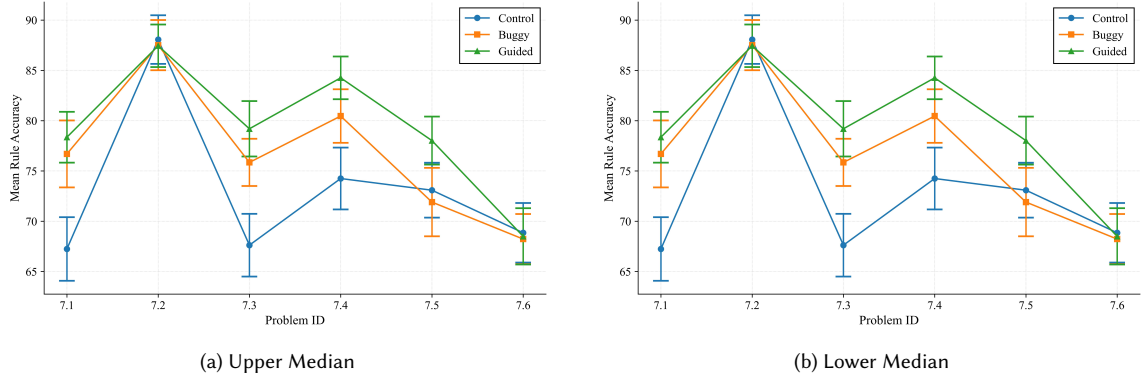 90
85
80
75
70
65
Mean Rule Accuracy
7.1 7.2 7.3 7.4 7.5 7.6
Problem ID
Control
Buggy
Guided
(a) Upper Median
90
85
80
75
70
65
Mean Rule Accuracy
7.1 7.2 7.3 7.4 7.5 7.6
Problem ID
Control
Buggy
Guided
(b) Lower Median